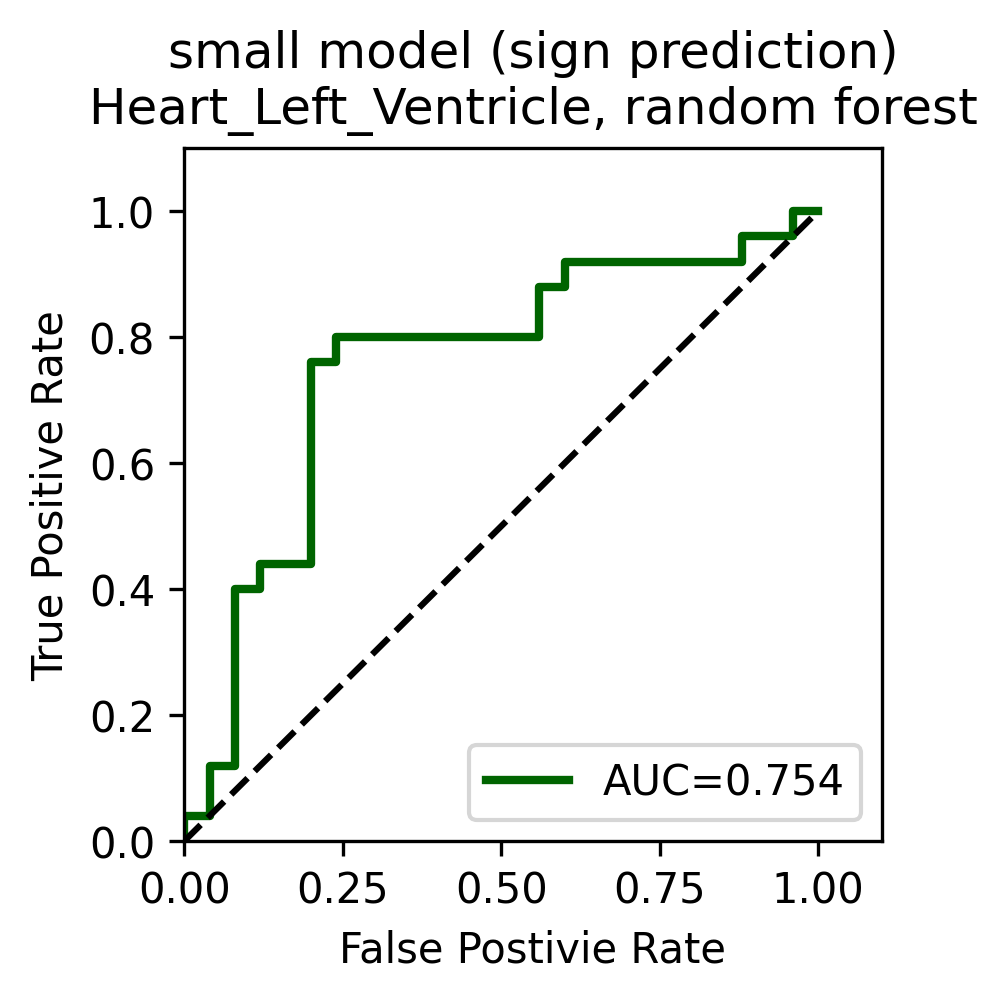 small model (sign prediction)
Heart_Left_Ventricle, random forest
1.0
0.8
0.6
0.4
0.2
0.0
True Positive Rate
AUC=0.754
0.00 0.25 0.50 0.75 1.00
False Postivie Rate